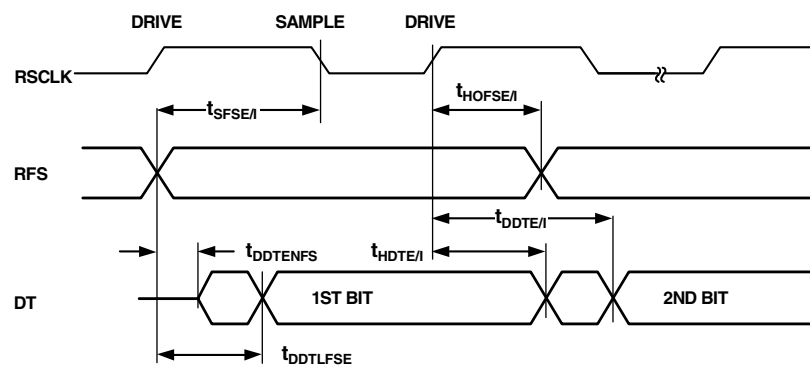 DRIVE SAMPLE DRIVE
RSCLK
tSFSE/I
tHOFSE/I
RFS
tDDTE/I
tDDTENFS
tHDTE/I
DT
1ST BIT
2ND BIT
tDDTLFSE